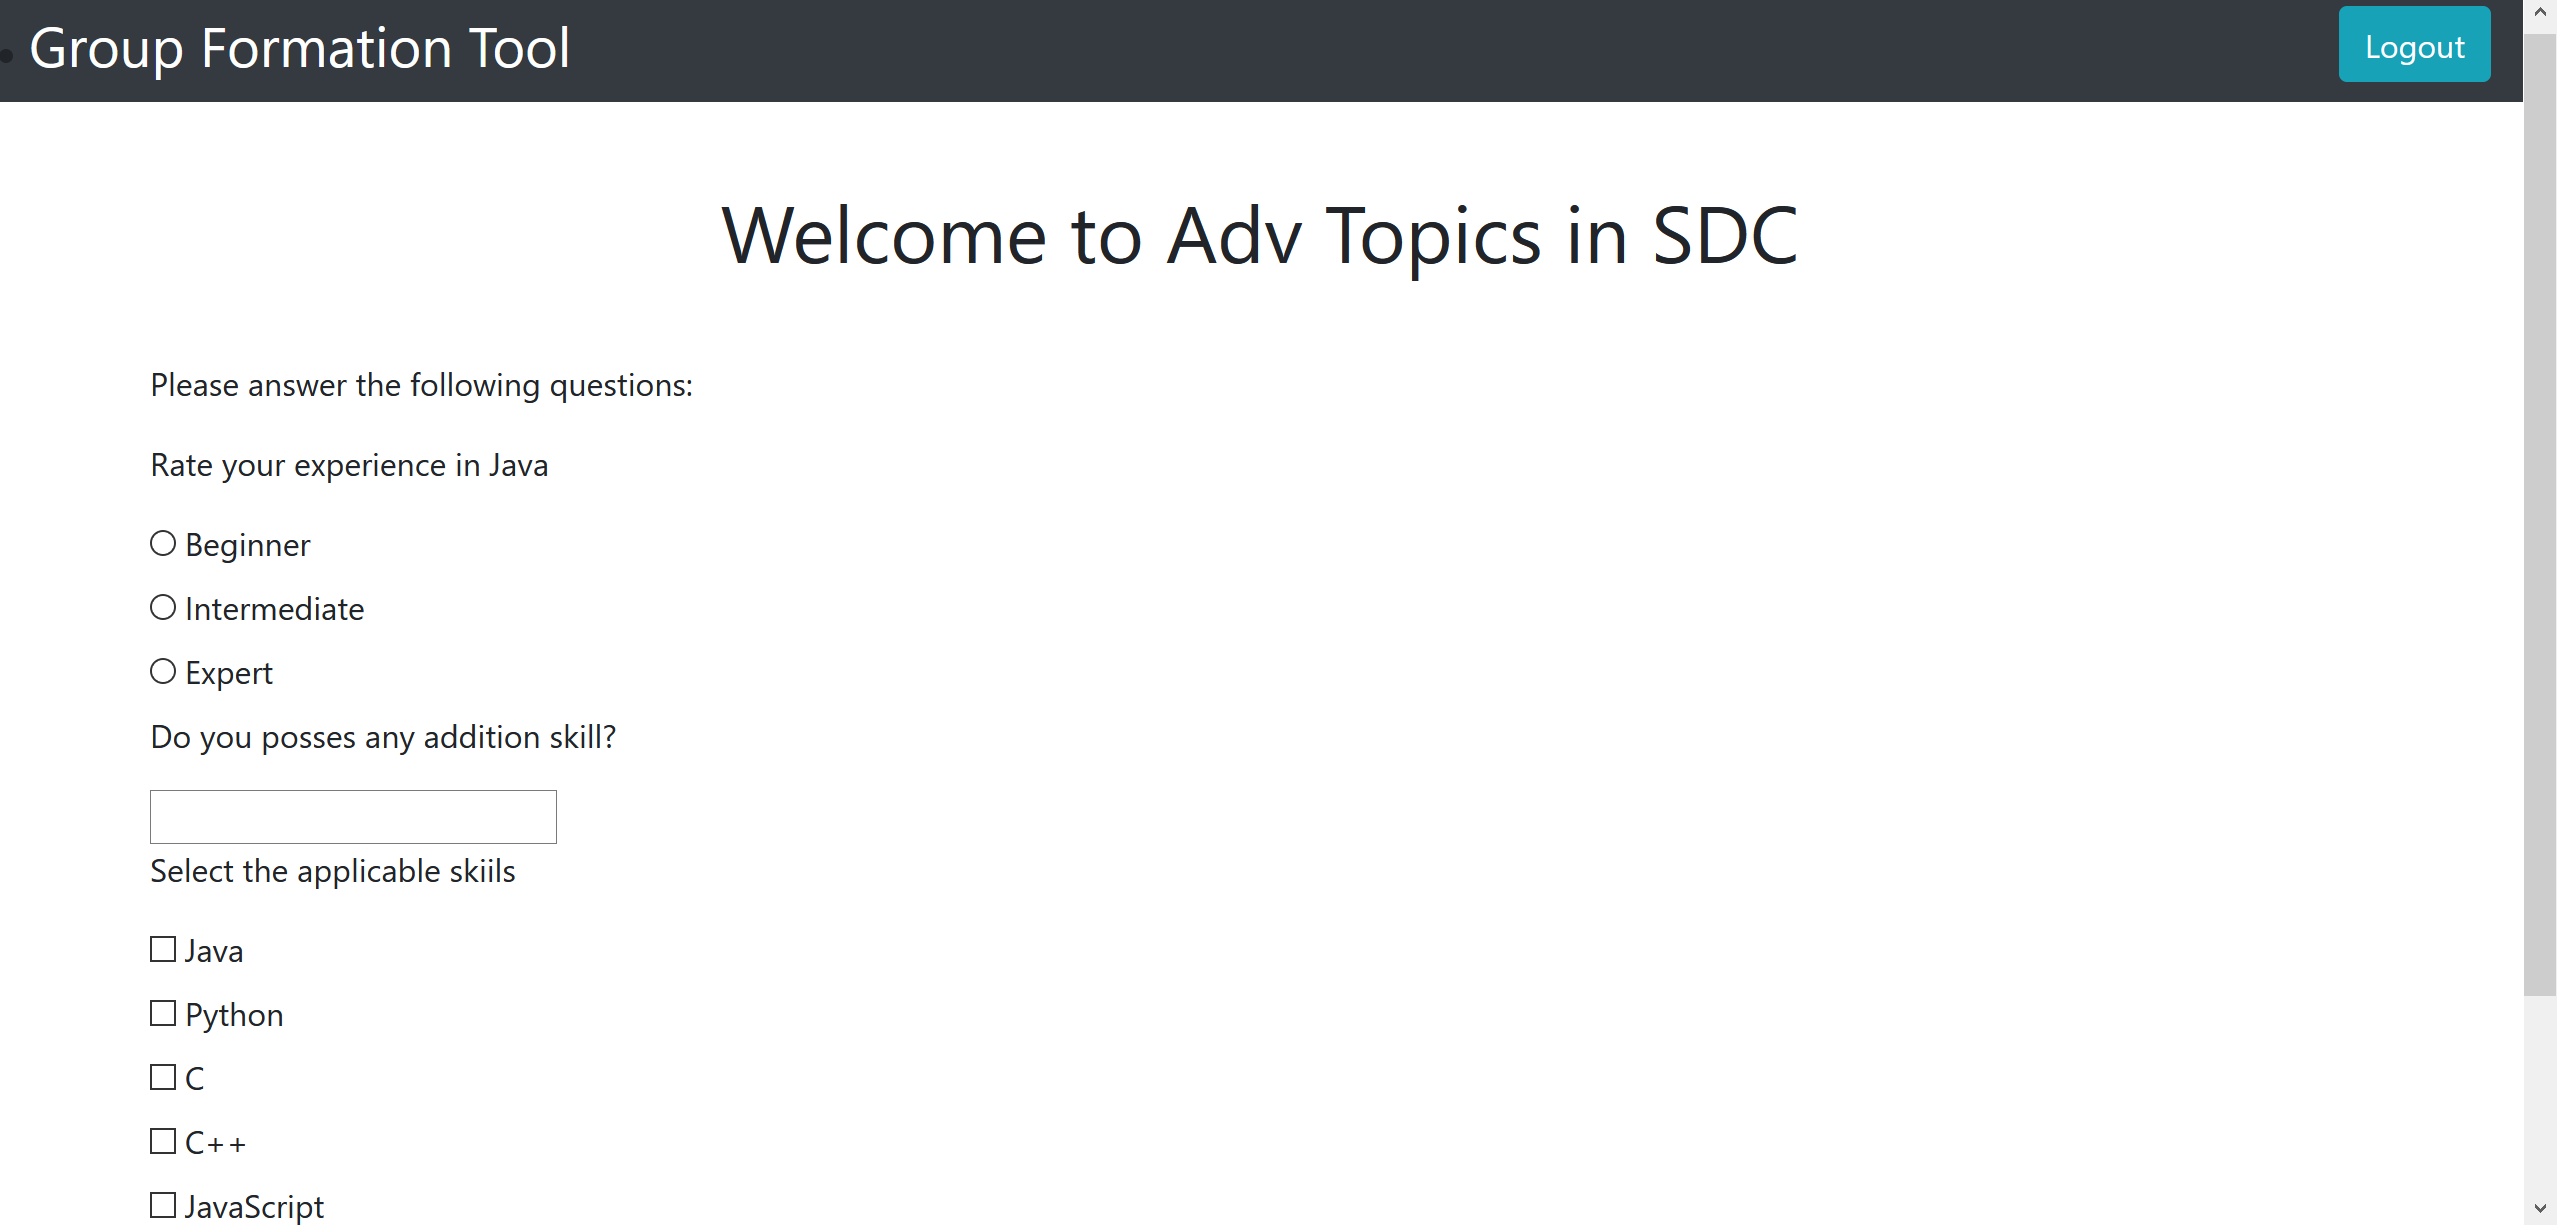 Group Formation Tool
Logout
Welcome to Adv Topics in SDC
Please answer the following questions:
Rate your experience in Java
Beginner
Intermediate
Expert
Do you posses any addition skill?
Select the applicable skiils
Java
Python
C
C++
JavaScript